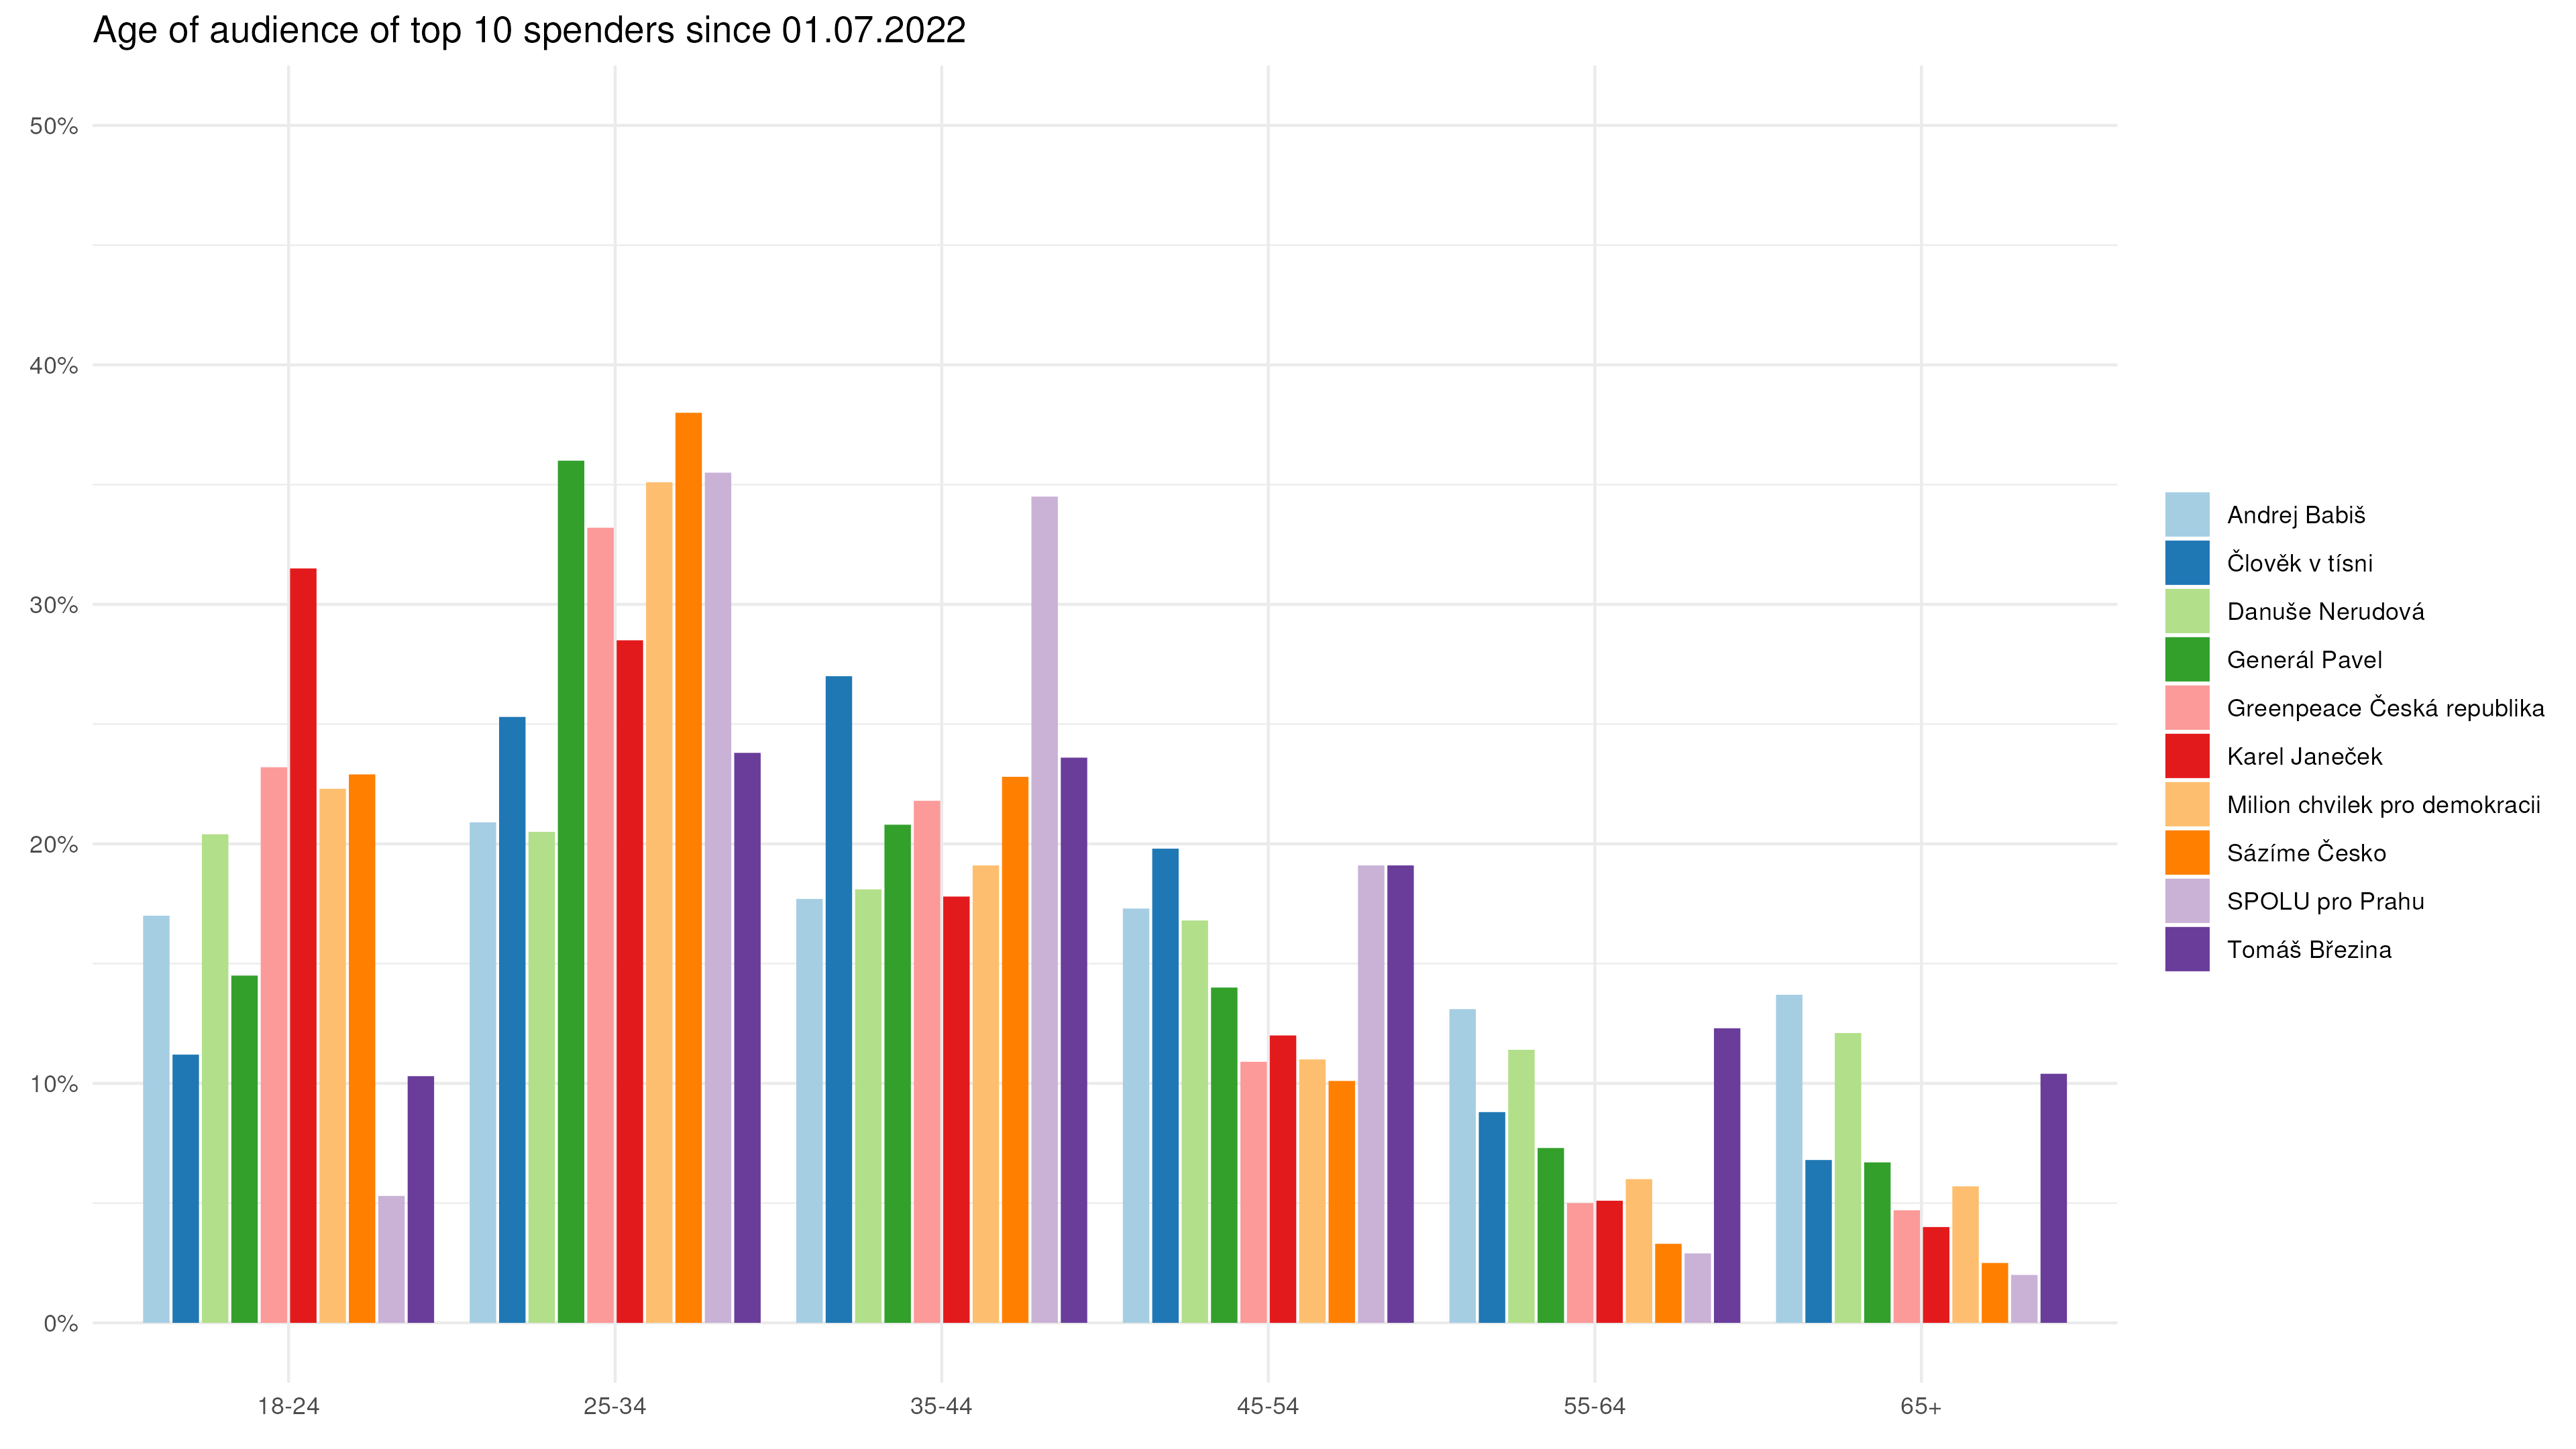 Age of audience of top 10 spenders since 01.07.2022
50%
40%
30%
20%
10%
0%
18-24
25-34
35-44
45-54
55-64
65+
Andrej Babiš
Člověk v tísni
Danuše Nerudová
Generál Pavel
Greenpeace Česká republika
Karel Janeček
Milion chvilek pro demokracii
Sázíme Česko
SPOLU pro Prahu
Tomáš Březina